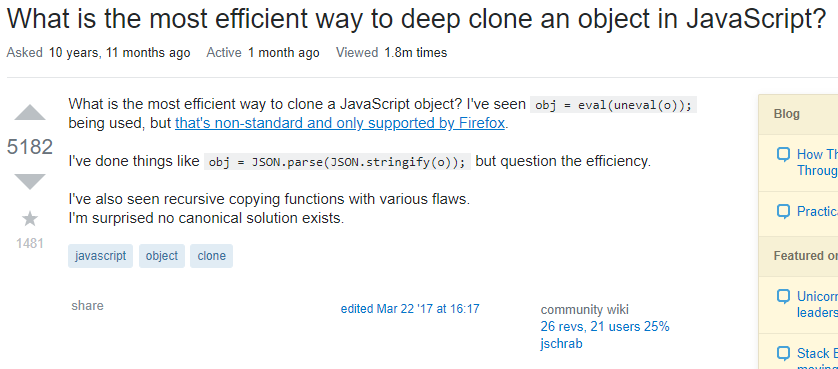 What is the most efficient way to deep clone an object in JavaScript?
Asked 10 years, 11 months ago Active 1 month ago Viewed 1.8m times
5182
1481
What is the most efficient way to clone a JavaScript object? I've seen obj = eval(uneval(o));
being used, but that's non-standard and only supported by Firefox.
I've done things like obj = JSON.parse(JSON.stringify(o)); but question the efficiency.
I've also seen recursive copying functions with various flaws.
I'm surprised no canonical solution exists.
javascript object clone
share edited Mar 22 '17 at 16:17 community wiki
26 revs, 21 users 25%
jschrab
Blog
How Th
Throug
Practic
Featured o
Unicor
leaders
Stack E